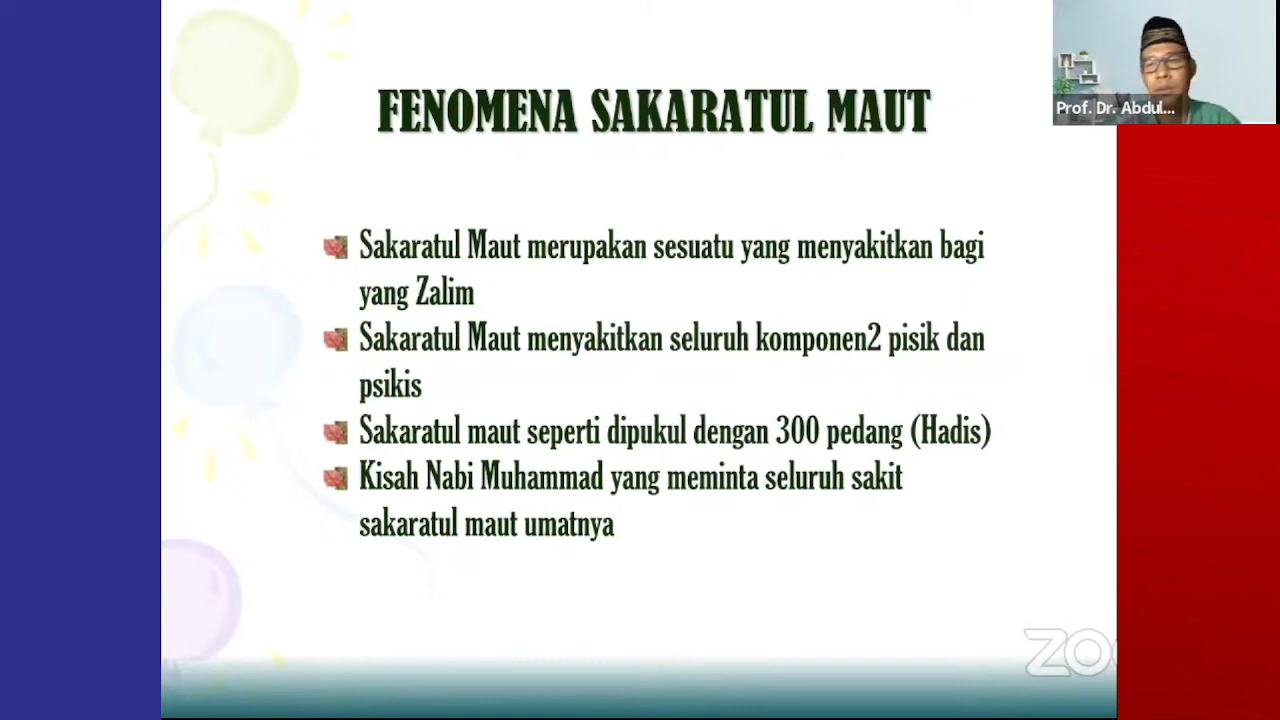 FENOMENA SAKARATUL MAUT
Prof. Dr. Abdul...
Sakaratul Maut merupakan sesuatu yang menyakitkan bagi
yang Zalim
Sakaratul Maut menyakitkan seluruh komponen2 pisik dan
psikis
Sakaratul maut seperti dipukul dengan 300 pedang (Hadis)
Kisah Nabi Muhammad yang meminta seluruh sakit
sakaratul maut umatnya
ZO